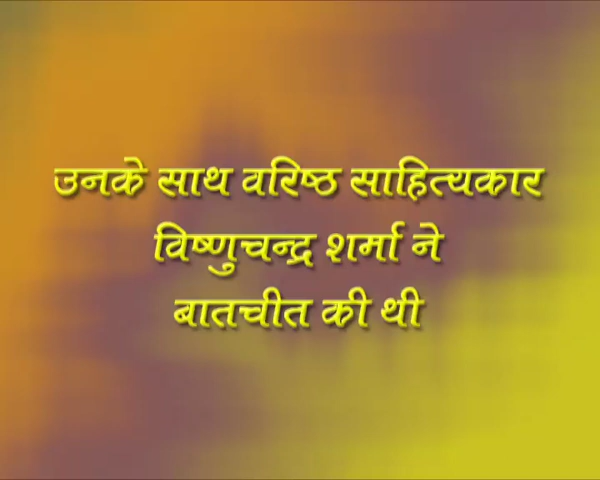 उनके साथ वरिष्ठ साहित्यकार
विष्णुचन्द्र शर्मा ने
बातचीत की थी